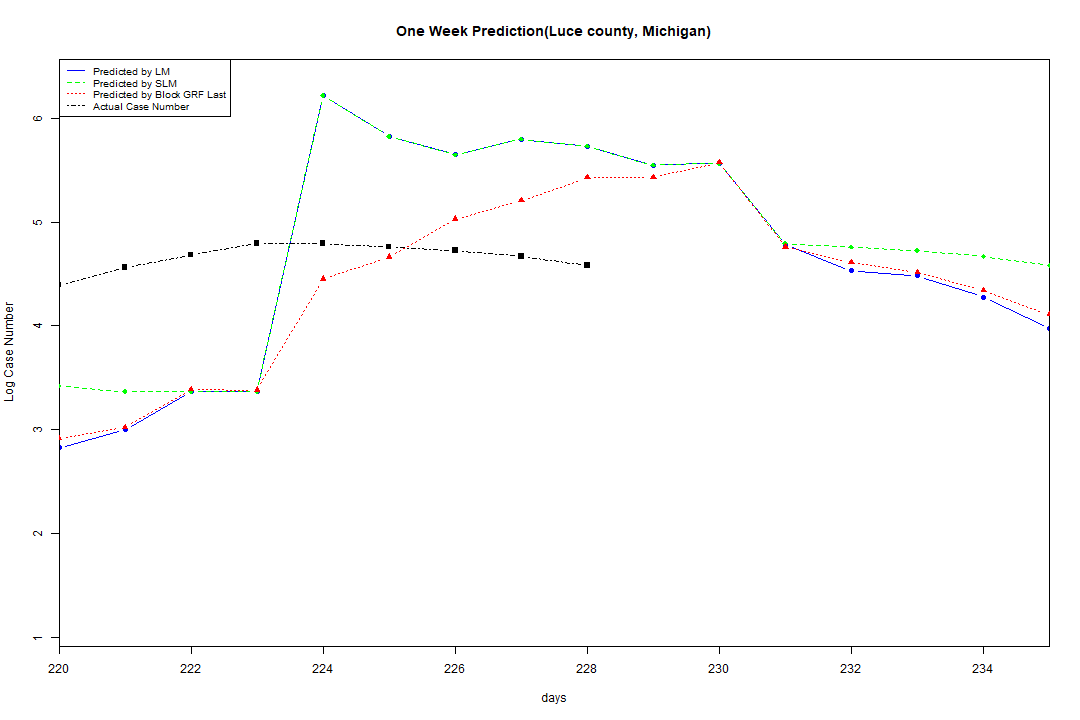 One Week Prediction(Luce county, Michigan)
Predicted by LM
Predicted by SLM
Predicted by Block GRF Last
Actual Case Number
Log Case Number
6
5
4
3
2
1
220
222
224
226
228
230
232
234
days